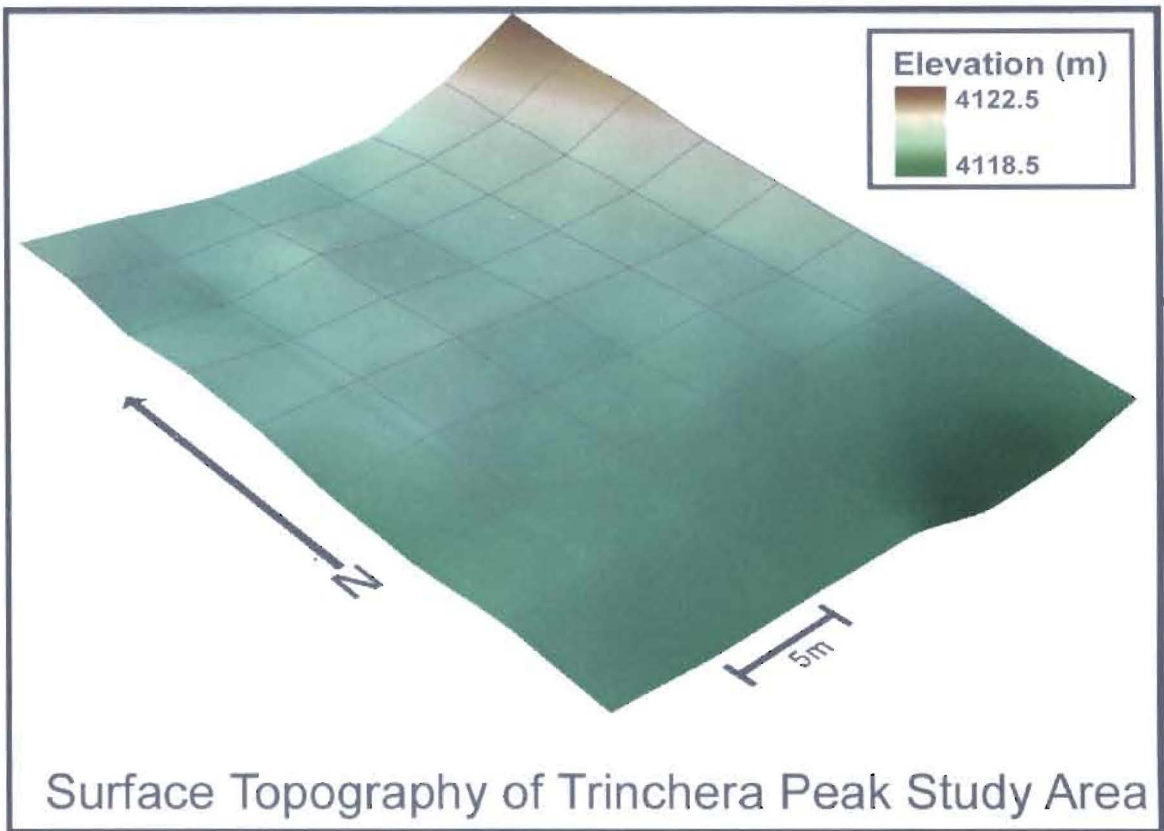 Elevation (m)
4122.5
4118.5
N
5m
Surface Topography of Trinchera Peak Study Area